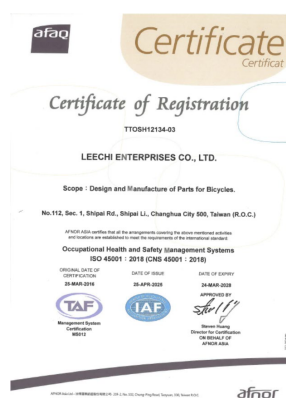 afaq
Certificate
Certificat
Certificate of Registration
TTOSH12134-03
LEECHI ENTERPRISES CO., LTD.
Scope : Design and Manufacture of Parts for Bicycles.
No.112, Sec. 1, Shipai Rd., Shipai Li., Changhua City 500, Taiwan (R.O.C.)
AFNOR ASIA certified that all the arrangements covering the above mentioned activities
and locations are established to meet the requirements of the international standard:
Occupational Health and Safety Management Systems
ISO 45001 : 2018 (CNS 45001 : 2018)
ORIGINAL DATE OF CERTIFICATION
DATE OF ISSUE
DATE OF EXPIRY
25-MAR-2016
25-APR-2025
24-MAR-2028
APPROVED BY
TAF
IAF
Management System
Certification
MS012
Steven Huang
Director for Certification
ON BEHALF OF
AFNOR ASIA
afnor